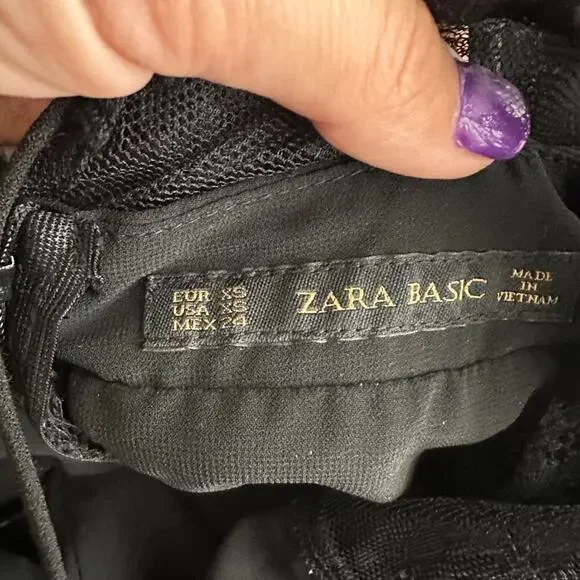 EUR XS
USA XS
MEX 24
ZARA BASIC
MADE
IN
VIETNAM